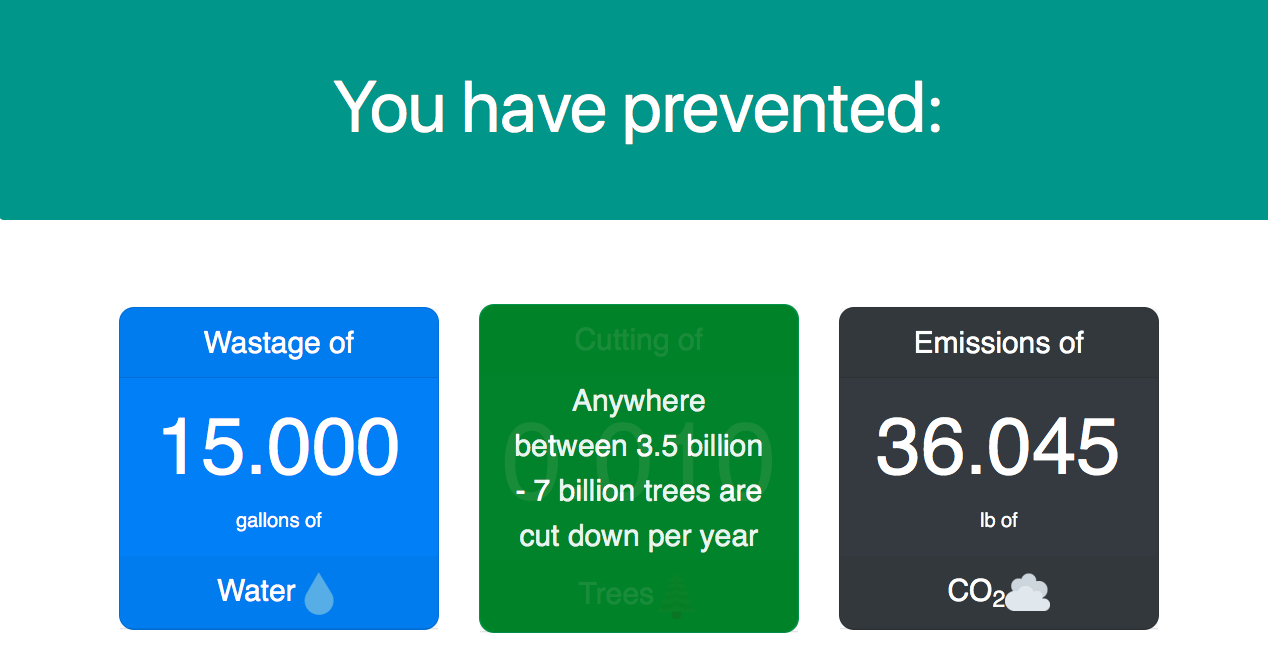 You have prevented:
Wastage of
15.000
gallons of
Water
Cutting of
0.010
Anywhere
between 3.5 billion
- 7 billion trees are
cut down per year
Trees
Emissions of
36.045
lb of
CO₂